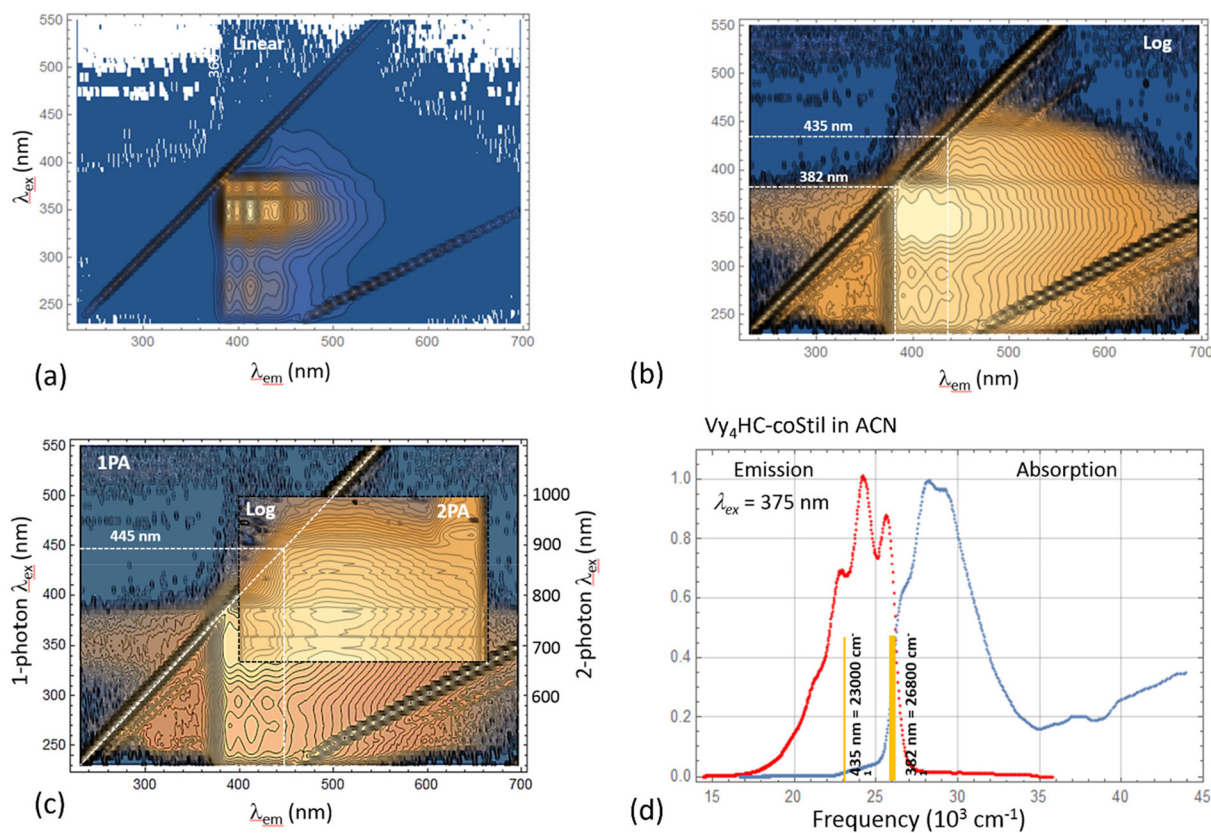 Linear
360
550
500
450
400
350
300
250
λex (nm)
300 400 500 600 700
λem (nm)
(a)
Log
435 nm
382 nm
550
500
450
400
350
300
250
λex (nm)
300 400 500 600 700
λem (nm)
(b)
1PA
Log
2PA
445 nm
550
500
450
400
350
300
250
1-photon λex (nm)
1000
900
800
700
600
2-photon λex (nm)
300 400 500 600 700
λem (nm)
(c)
Vy4HC-coStil in ACN
Emission
Absorption
λex = 375 nm
1.0
0.8
0.6
0.4
0.2
0.0
435 nm = 23000 cm-1
382 nm = 26800 cm-
15 20 25 30 35 40 45
Frequency (10³ cm-1)
(d)